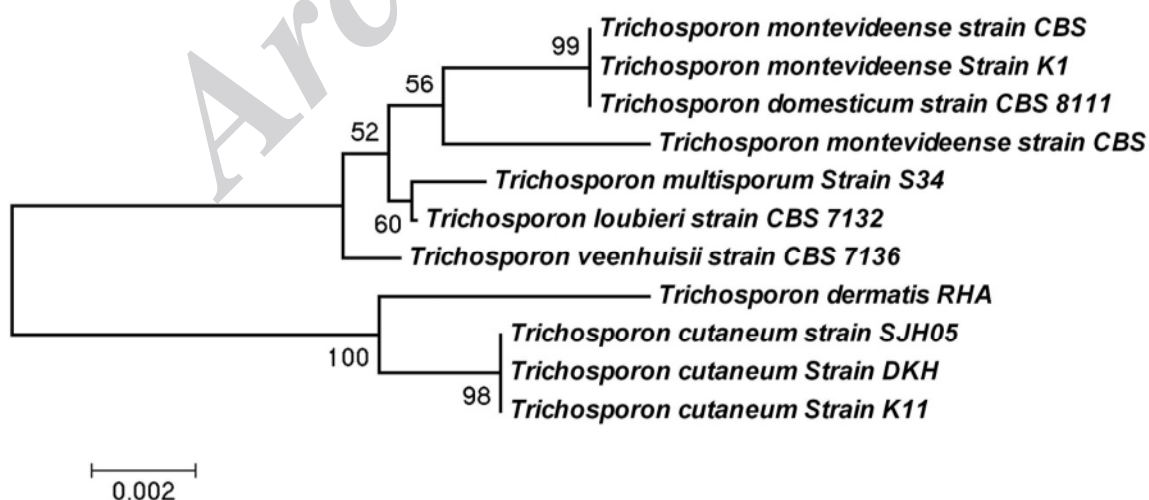 Arc
Trichosporon montevideense strain CBS
99
Trichosporon montevideense Strain K1
Trichosporon domesticum strain CBS 8111
56
Trichosporon montevideense strain CBS
52
Trichosporon multisporum Strain S34
60
Trichosporon loubieri strain CBS 7132
Trichosporon veenhuisii strain CBS 7136
Trichosporon dermatis RHA
Trichosporon cutaneum strain SJH05
100
Trichosporon cutaneum Strain DKH
98
Trichosporon cutaneum Strain K11
0.002